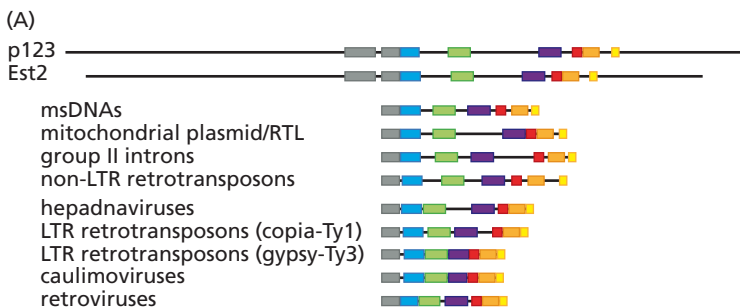 (A)
p123
Est2
msDNAs
mitochondrial plasmid/RTL
group II introns
non-LTR retrotransposons
hepadnaviruses
LTR retrotransposons (copia-Ty1)
LTR retrotransposons (gypsy-Ty3)
caulimoviruses
retroviruses